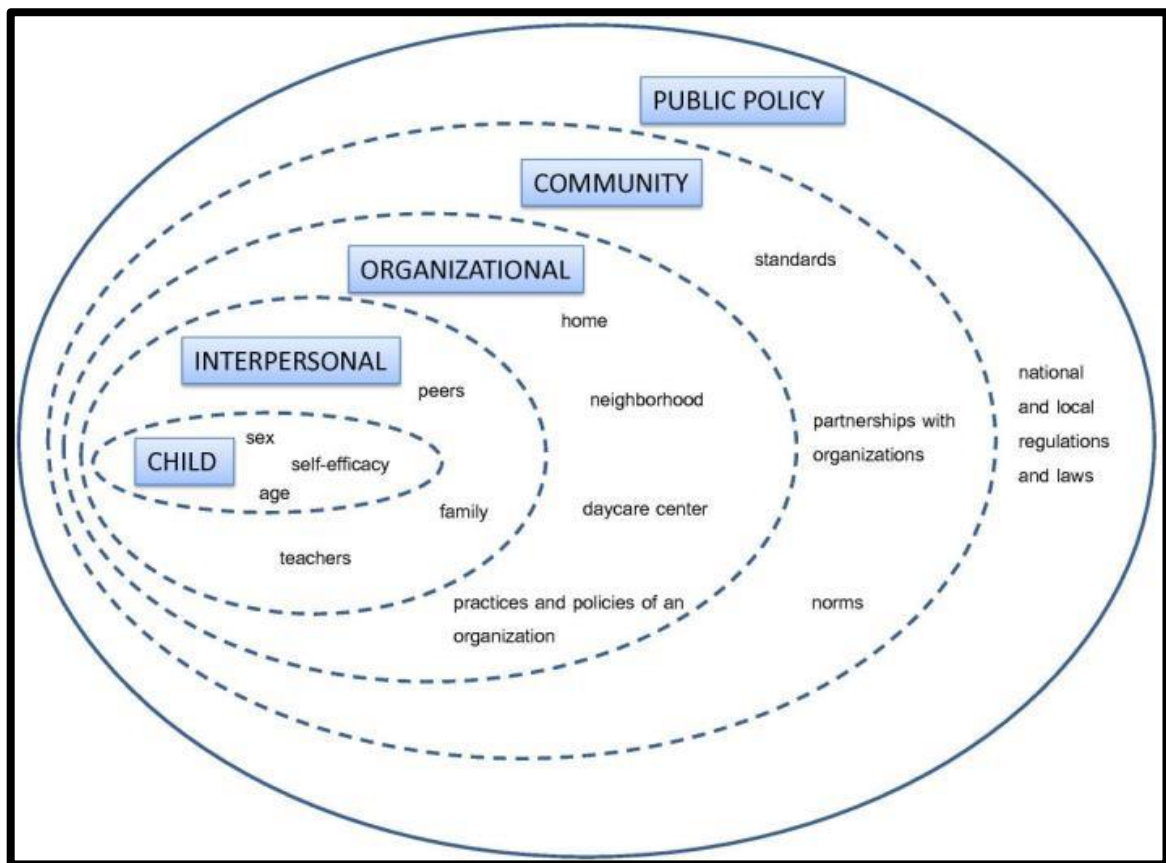 PUBLIC POLICY
COMMUNITY
standards
ORGANIZATIONAL
home
INTERPERSONAL
peers
neighborhood
national
and local
regulations
and laws
partnerships with
organizations
CHILD
sex
self-efficacy
age
family
daycare center
teachers
practices and policies of an
organization
norms